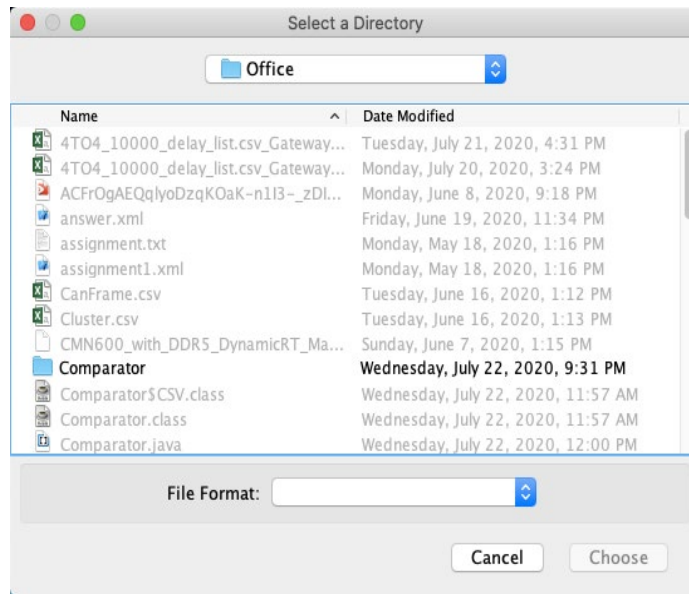 Select a Directory
Office
Name Date Modified
4TO4_10000_delay_list.csv_Gateway... Tuesday, July 21, 2020, 4:31 PM
4TO4_10000_delay_list.csv_Gateway... Monday, July 20, 2020, 3:24 PM
ACFrOgAEQqlyoDzqKOaK-n1I3-_zDI... Monday, June 8, 2020, 9:18 PM
answer.xml Friday, June 19, 2020, 11:34 PM
assignment.txt Monday, May 18, 2020, 1:16 PM
assignment1.xml Monday, May 18, 2020, 1:16 PM
CanFrame.csv Tuesday, June 16, 2020, 1:12 PM
Cluster.csv Tuesday, June 16, 2020, 1:13 PM
CMN600_with_DDR5_DynamicRT_Ma... Sunday, June 7, 2020, 1:15 PM
Comparator Wednesday, July 22, 2020, 9:31 PM
Comparator$CSV.class Wednesday, July 22, 2020, 11:57 AM
Comparator.class Wednesday, July 22, 2020, 11:57 AM
Comparator.java Wednesday, July 22, 2020, 12:00 PM
File Format:
Cancel Choose